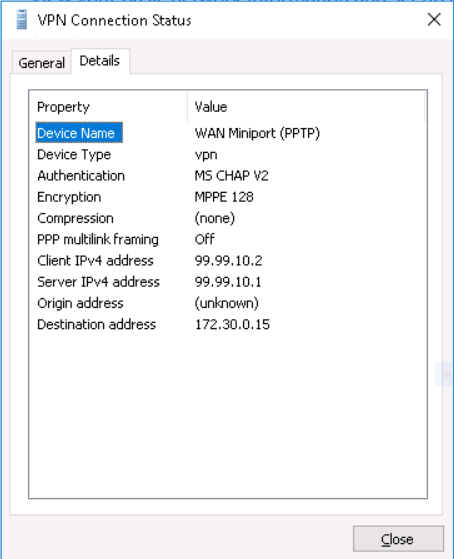 VPN Connection Status
General Details
Property Value
Device Name WAN Miniport (PPTP)
Device Type vpn
Authentication MS CHAP V2
Encryption MPPE 128
Compression (none)
PPP multilink framing Off
Client IPv4 address 99.99.10.2
Server IPv4 address 99.99.10.1
Origin address (unknown)
Destination address 172.30.0.15
Close